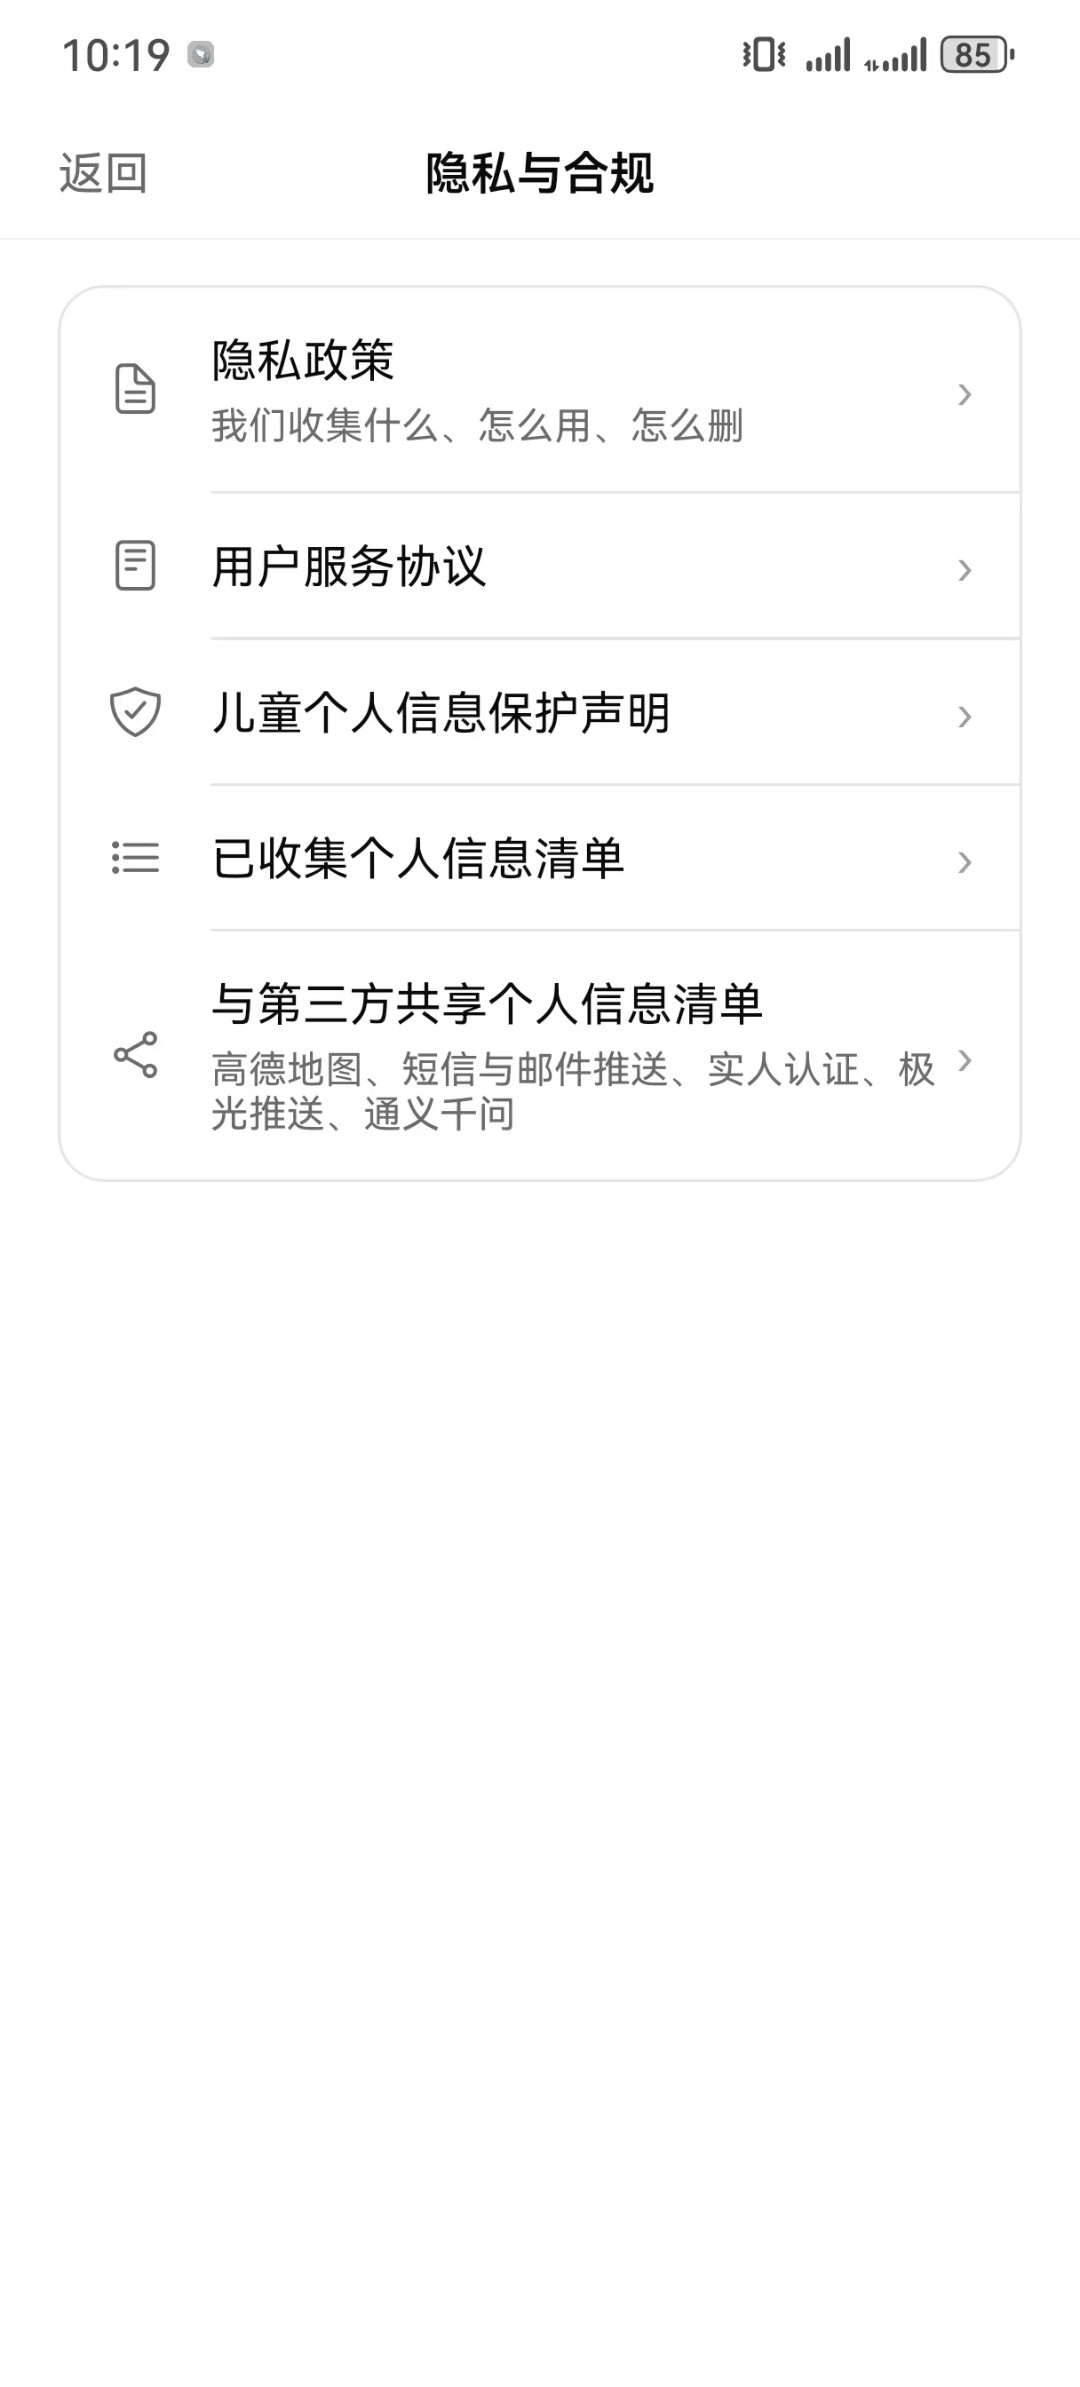 10:19
85
返回
隐私与合规
隐私政策
我们收集什么、怎么用、怎么删
用户服务协议
儿童个人信息保护声明
已收集个人信息清单
与第三方共享个人信息清单
高德地图、短信与邮件推送、实人认证、极
光推送、通义千问